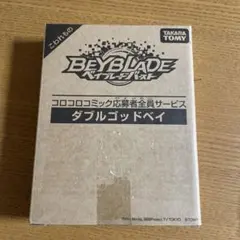 こわれもの
TAKARA TOMY
BEYBLADE
ベイブレードバースト
コロコロコミック応募者全員サービス
ダブルゴッドベイ